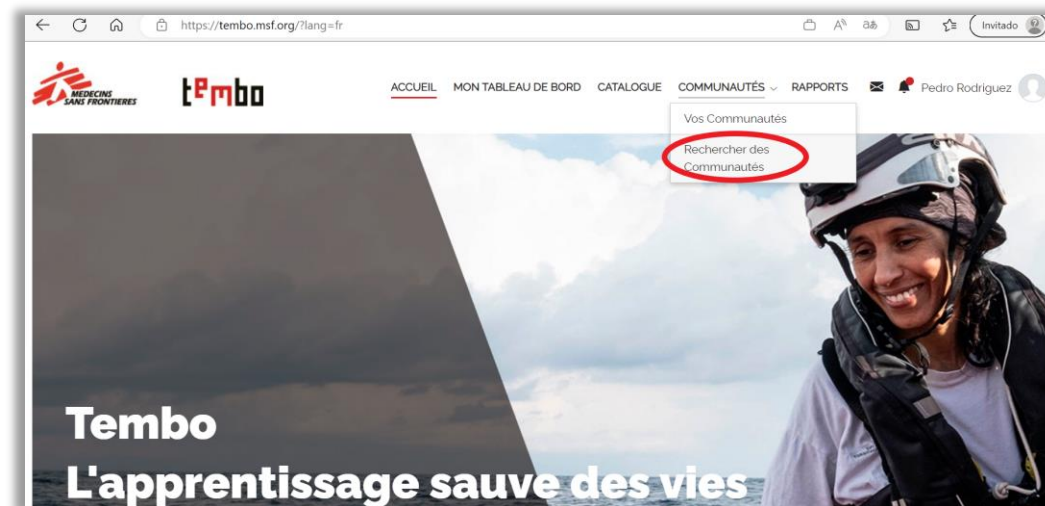 https://tembo.msf.org/?lang=fr
Invitado
MEDECINS
SANS FRONTIERES
tembo
ACCUEIL MON TABLEAU DE BORD CATALOGUE COMMUNAUTÉS RAPPORTS Pedro Rodriguez
Vos Communautés
Rechercher des
Communautés
Tembo
L'apprentissage sauve des vies